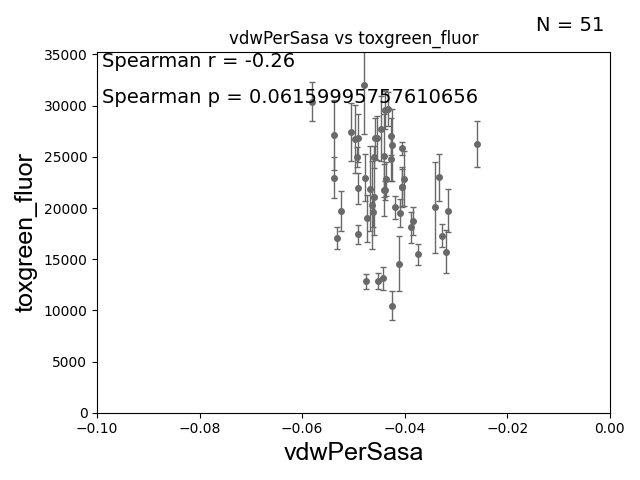 N = 51
vdwPerSasa vs toxgreen_fluor
Spearman r = -0.26
Spearman p = 0.06159995757610656
toxgreen_fluor
35000
30000
25000
20000
15000
10000
5000
0
−0.10
−0.08
−0.06
−0.04
−0.02
0.00
vdwPerSasa